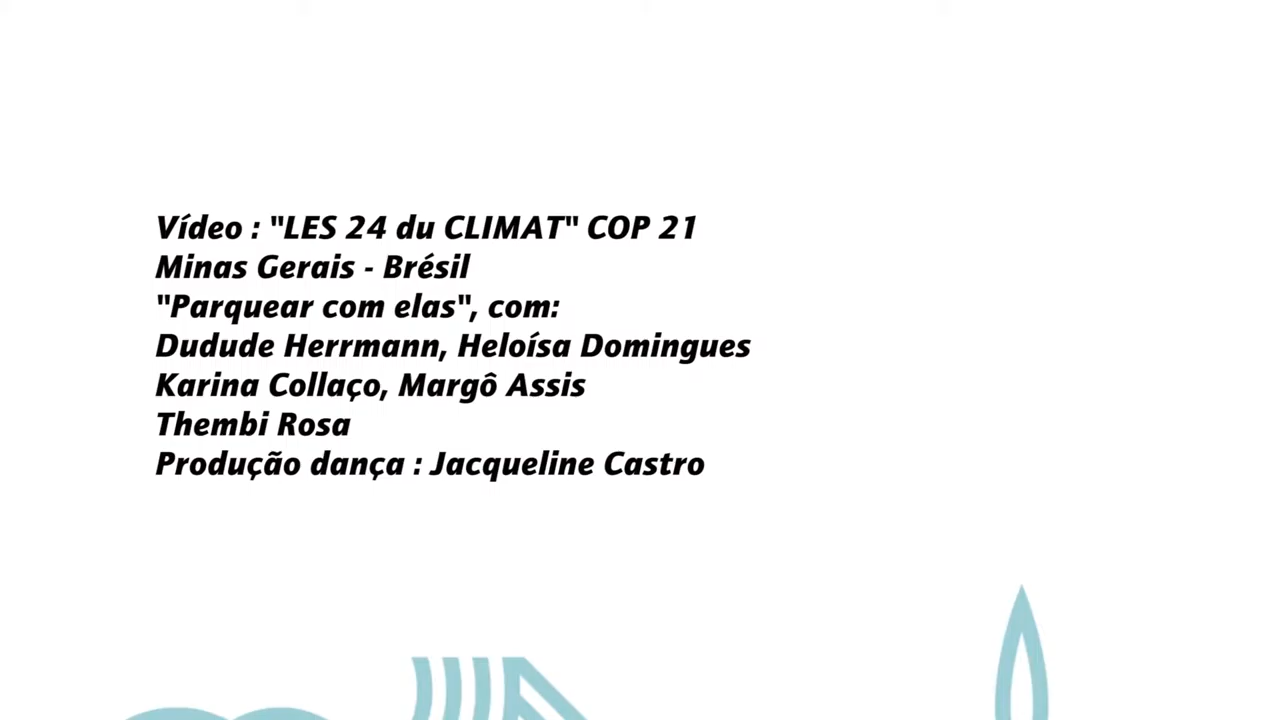 Vídeo : "LES 24 du CLIMAT" COP 21
Minas Gerais - Brésil
"Parquear com elas", com:
Dudude Herrmann, Heloísa Domingues
Karina Collaço, Margô Assis
Thembi Rosa
Produção dança : Jacqueline Castro